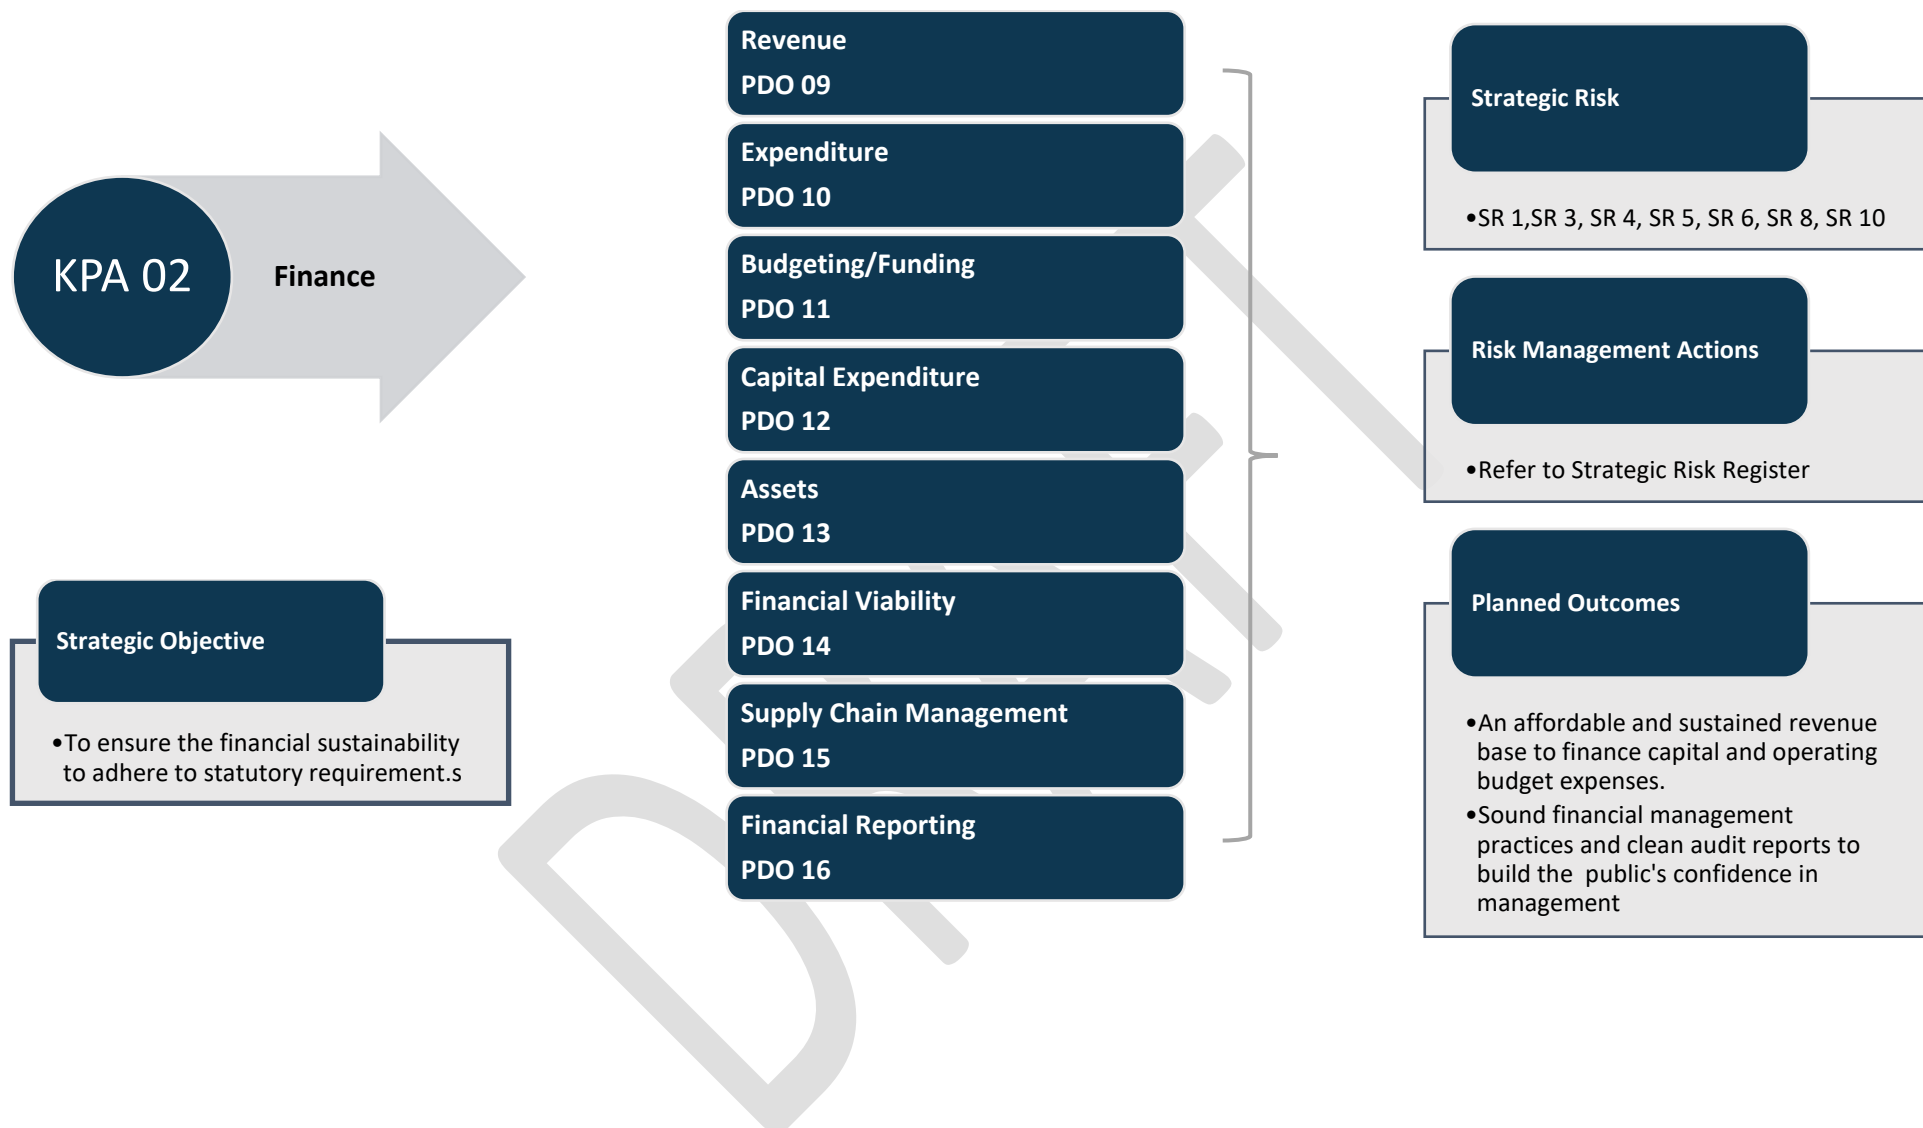 KPA 02
Finance
Strategic Objective
•To ensure the financial sustainability
to adhere to statutory requirement.s
Revenue
PDO 09
Expenditure
PDO 10
Budgeting/Funding
PDO 11
Capital Expenditure
PDO 12
Assets
PDO 13
Financial Viability
PDO 14
Supply Chain Management
PDO 15
Financial Reporting
PDO 16
Strategic Risk
•SR 1,SR 3, SR 4, SR 5, SR 6, SR 8, SR 10
Risk Management Actions
•Refer to Strategic Risk Register
Planned Outcomes
•An affordable and sustained revenue
base to finance capital and operating
budget expenses.
•Sound financial management
practices and clean audit reports to
build the  public's confidence in
management
DRAFT